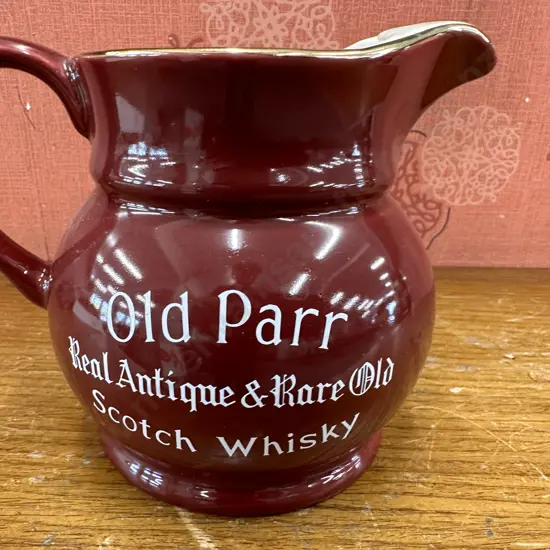 Old Parr
Real Antique & Rare Old
Scotch Whisky